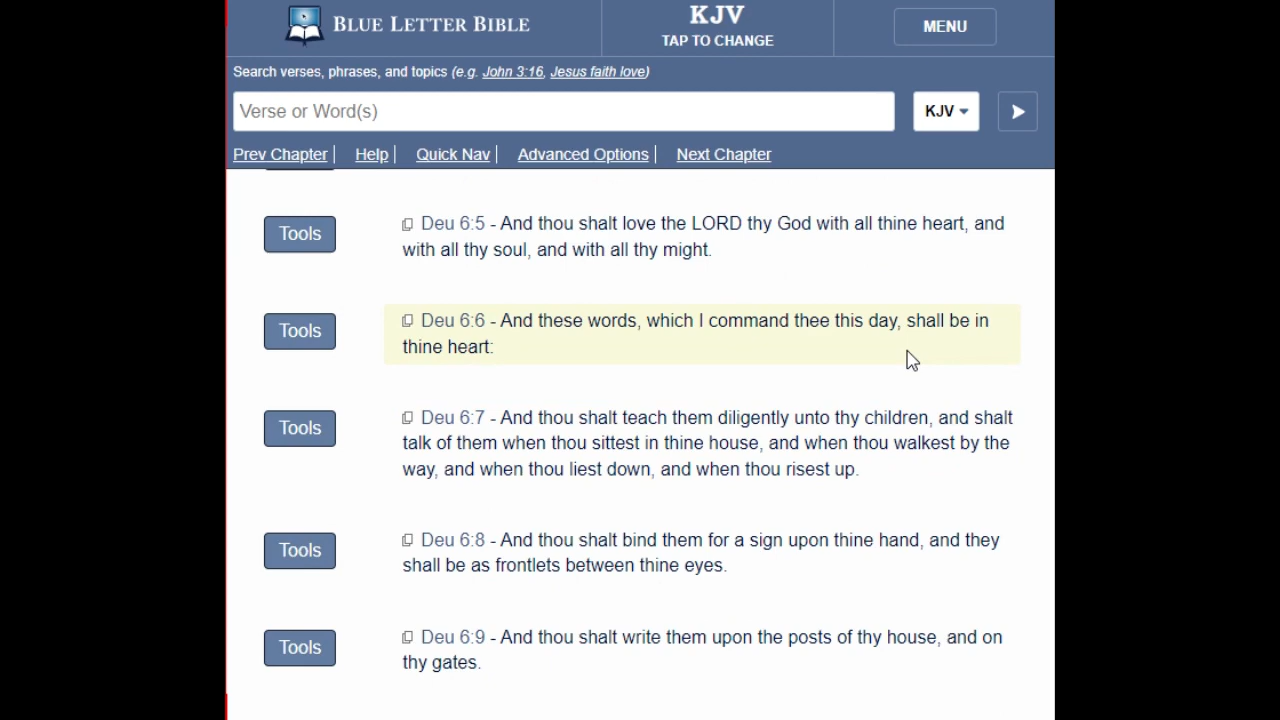 BLUE LETTER BIBLE
KJV
TAP TO CHANGE
MENU
Search verses, phrases, and topics (e.g. John 3:16, Jesus faith love)
Verse or Word(s)
KJV
Prev Chapter | Help | Quick Nav | Advanced Options | Next Chapter
Tools
Deu 6:5 - And thou shalt love the LORD thy God with all thine heart, and
with all thy soul, and with all thy might.
Tools
Deu 6:6 - And these words, which I command thee this day, shall be in
thine heart:
Tools
Deu 6:7 - And thou shalt teach them diligently unto thy children, and shalt
talk of them when thou sittest in thine house, and when thou walkest by the
way, and when thou liest down, and when thou risest up.
Tools
Deu 6:8 - And thou shalt bind them for a sign upon thine hand, and they
shall be as frontlets between thine eyes.
Tools
Deu 6:9 - And thou shalt write them upon the posts of thy house, and on
thy gates.